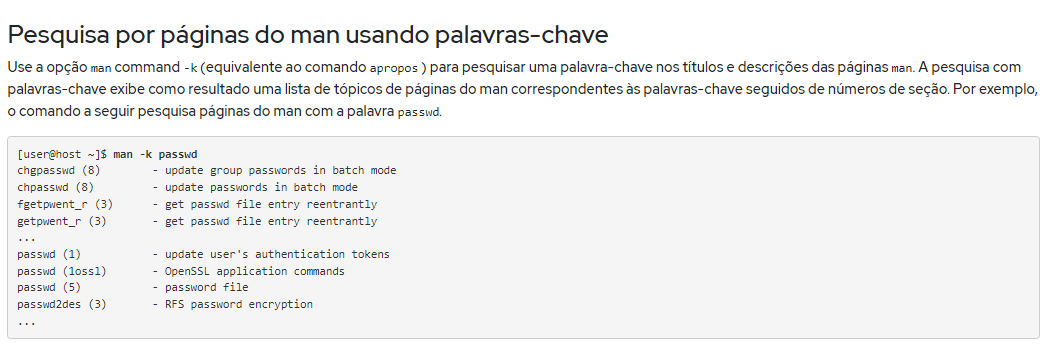 Pesquisa por páginas do man usando palavras-chave
Use a opção man command -k (equivalente ao comando apropos ) para pesquisar uma palavra-chave nos títulos e descrições das páginas man. A pesquisa com
palavras-chave exibe como resultado uma lista de tópicos de páginas do man correspondentes às palavras-chave seguidos de números de seção. Por exemplo,
o comando a seguir pesquisa páginas do man com a palavra passwd.
[user@host ~]$ man -k passwd
chgpasswd (8) - update group passwords in batch mode
chpasswd (8) - update passwords in batch mode
fgetpwent_r (3) - get passwd file entry reentrantly
getpwent_r (3) - get passwd file entry reentrantly
...
passwd (1) - update user's authentication tokens
passwd (1ossl) - OpenSSL application commands
passwd (5) - password file
passwd2des (3) - RFS password encryption
...